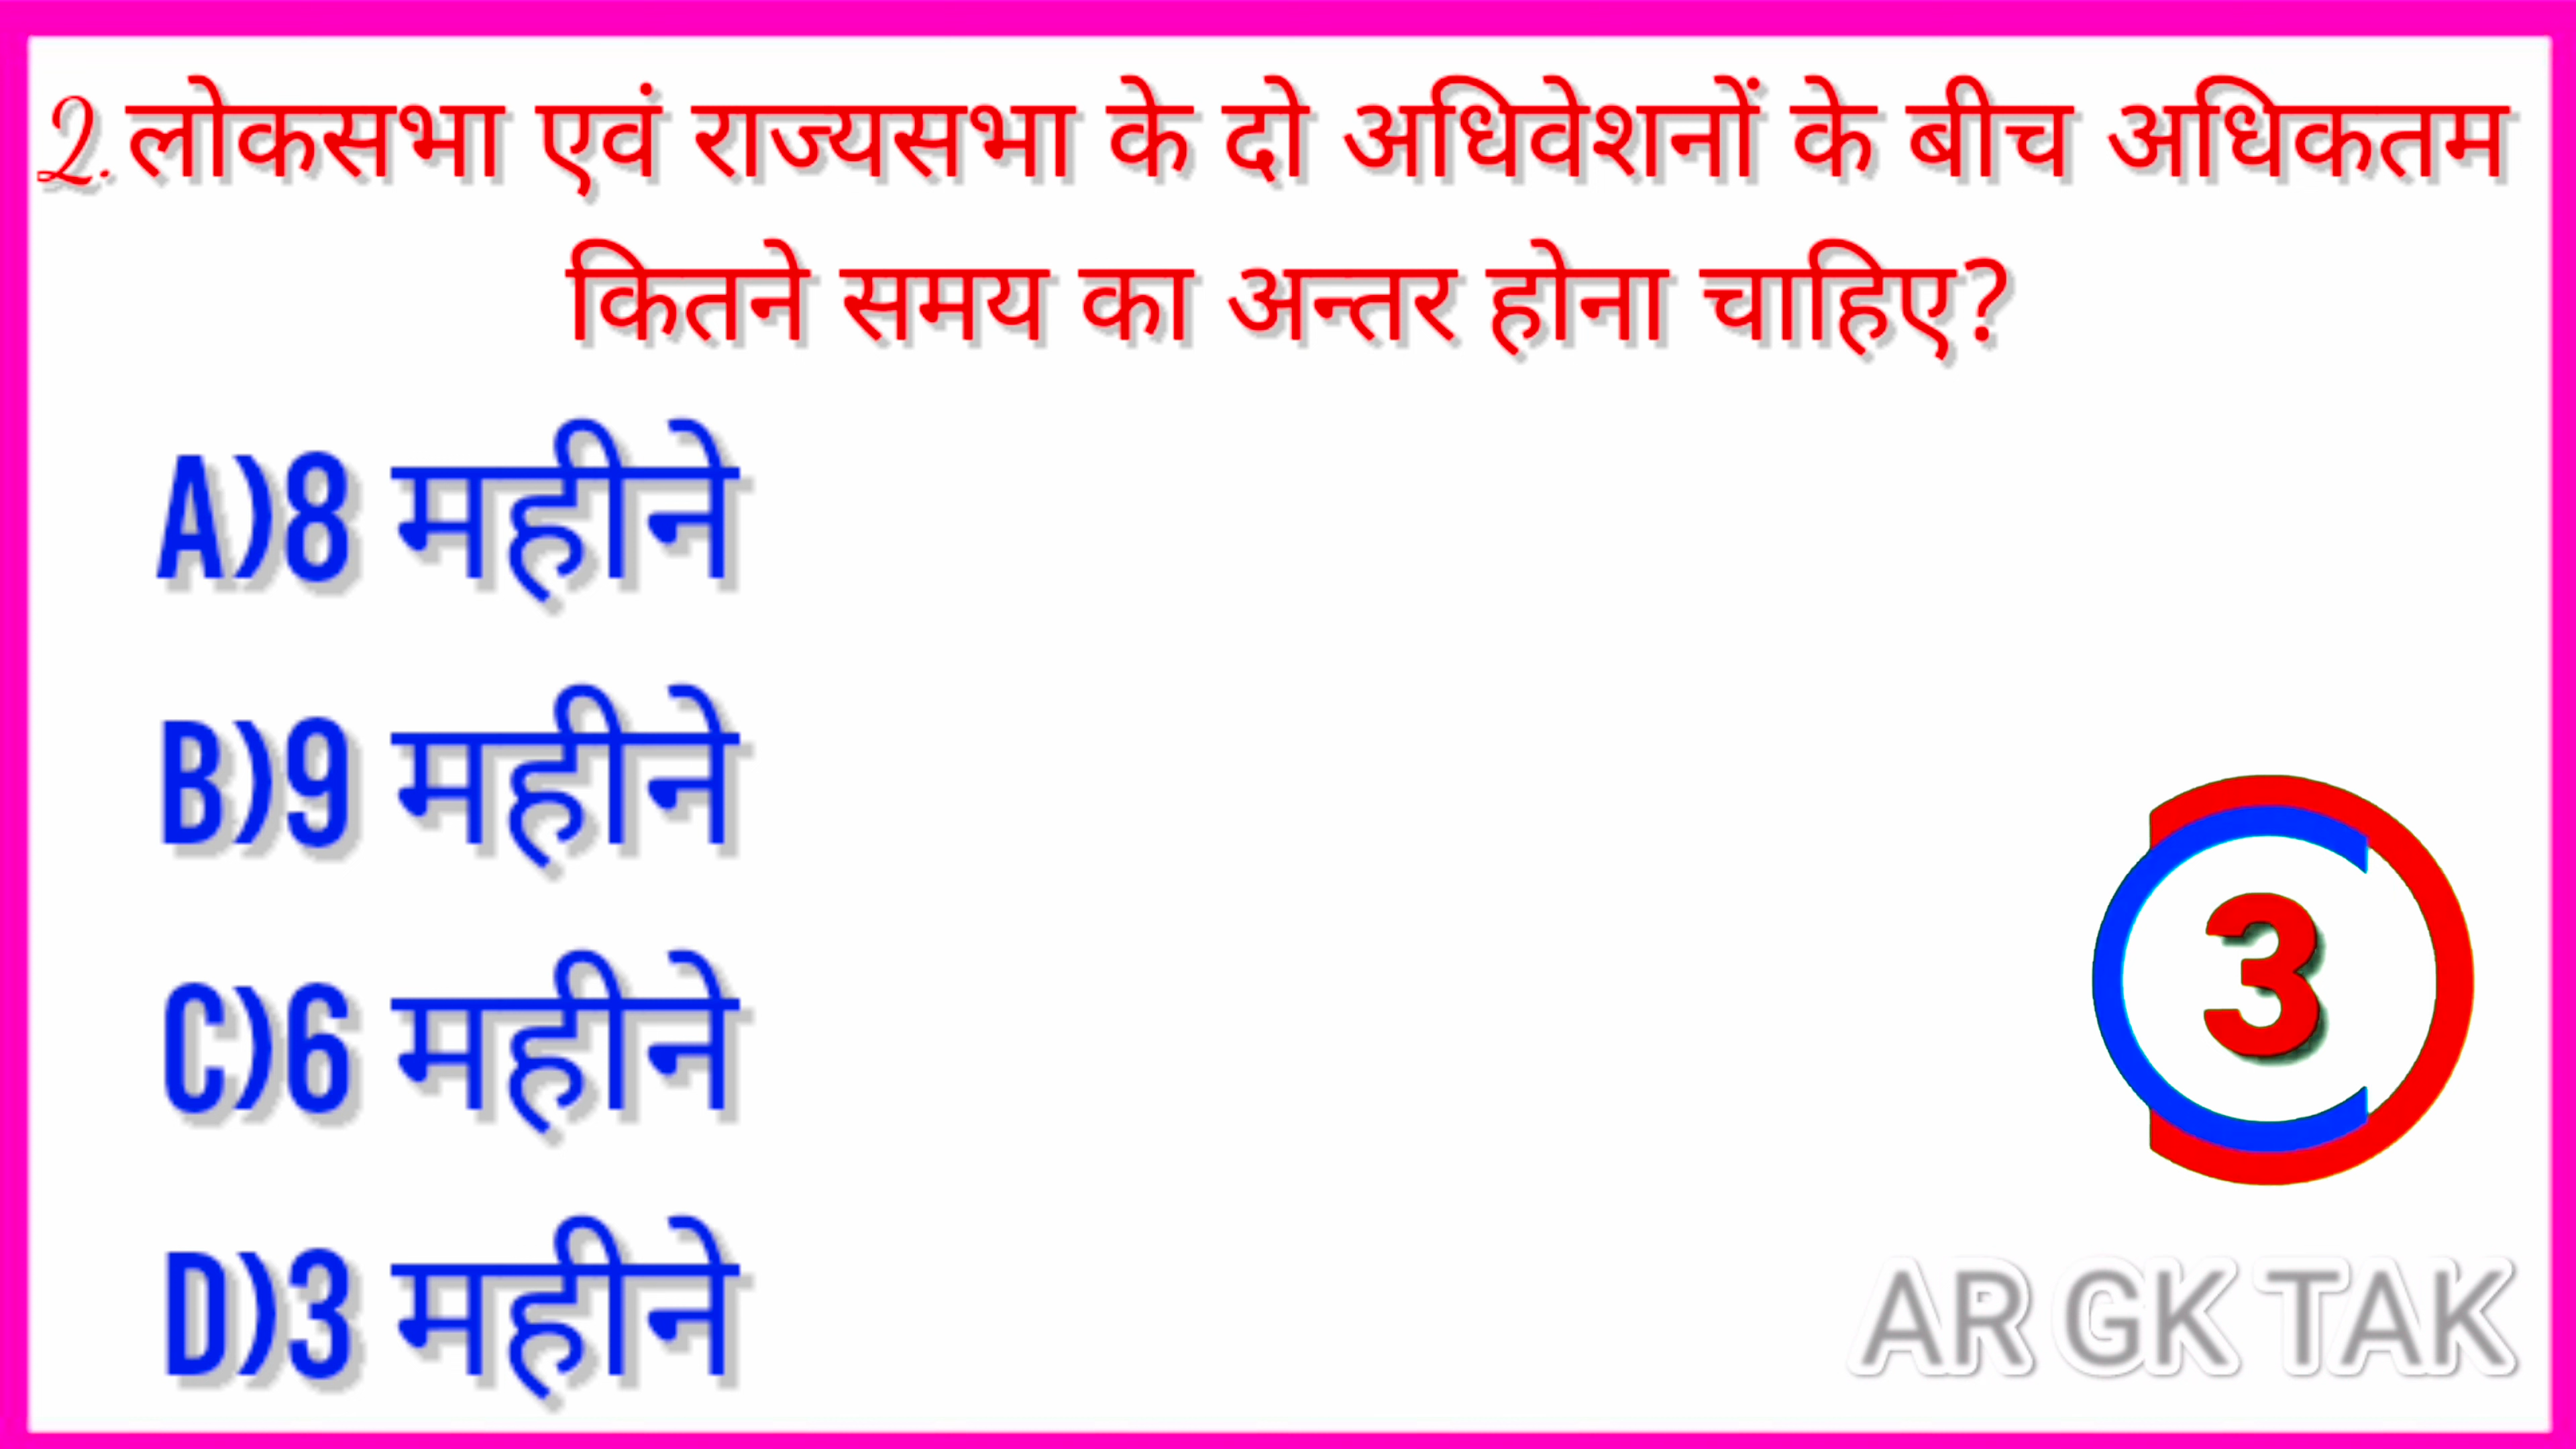 2.लोकसभा एवं राज्यसभा के दो अधिवेशनों के बीच अधिकतम
कितने समय का अन्तर होना चाहिए?
A)8 महीने
B)9 महीने
C)6 महीने
3
D)3 महीने
AR GK TAK